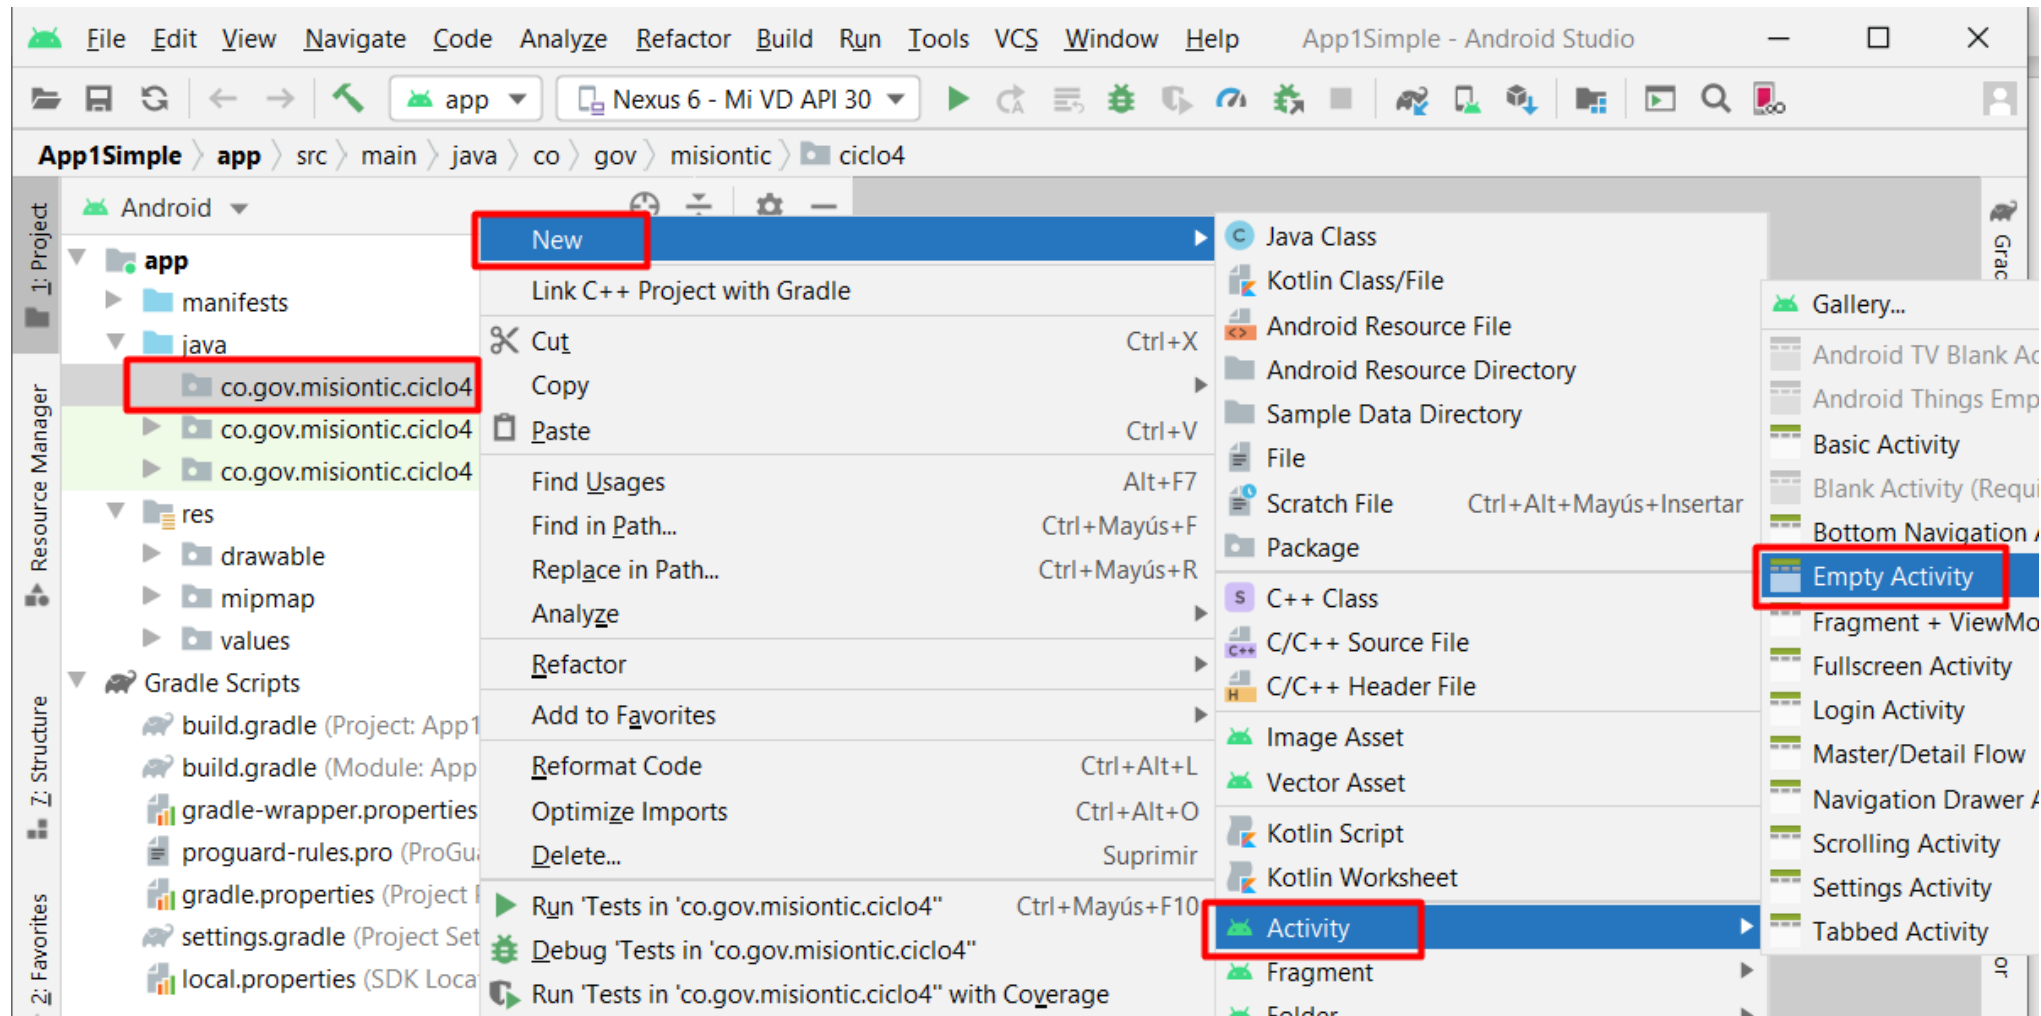 File Edit View Navigate Code Analyze Refactor Build Run Tools VCS Window Help App1Simple - Android Studio
app Nexus 6 - Mi VD API 30
App1Simple app src main java co gov misiontic ciclo4
1: Project
Resource Manager
7: Structure
2: Favorites
Android
app
manifests
java
co.gov.misiontic.ciclo4
co.gov.misiontic.ciclo4
co.gov.misiontic.ciclo4
res
drawable
mipmap
values
Gradle Scripts
build.gradle (Project: App1
build.gradle (Module: App
gradle-wrapper.properties
proguard-rules.pro (ProGu
gradle.properties (Project
settings.gradle (Project Set
local.properties (SDK Loca
New
Link C++ Project with Gradle
Cut Ctrl+X
Copy
Paste Ctrl+V
Find Usages Alt+F7
Find in Path... Ctrl+Mayús+F
Replace in Path... Ctrl+Mayús+R
Analyze
Refactor
Add to Favorites
Reformat Code Ctrl+Alt+L
Optimize Imports Ctrl+Alt+O
Delete... Suprimir
Run 'Tests in 'co.gov.misiontic.ciclo4'' Ctrl+Mayús+F10
Debug 'Tests in 'co.gov.misiontic.ciclo4''
Run 'Tests in 'co.gov.misiontic.ciclo4'' with Coverage
Java Class
Kotlin Class/File
Android Resource File
Android Resource Directory
Sample Data Directory
File
Scratch File Ctrl+Alt+Mayús+Insertar
Package
C++ Class
C/C++ Source File
C/C++ Header File
Image Asset
Vector Asset
Kotlin Script
Kotlin Worksheet
Activity
Fragment
Folder
Gallery...
Android TV Blank Ac
Android Things Emp
Basic Activity
Blank Activity (Requi
Bottom Navigation
Empty Activity
Fragment + ViewMo
Fullscreen Activity
Login Activity
Master/Detail Flow
Navigation Drawer
Scrolling Activity
Settings Activity
Tabbed Activity
Grac
or